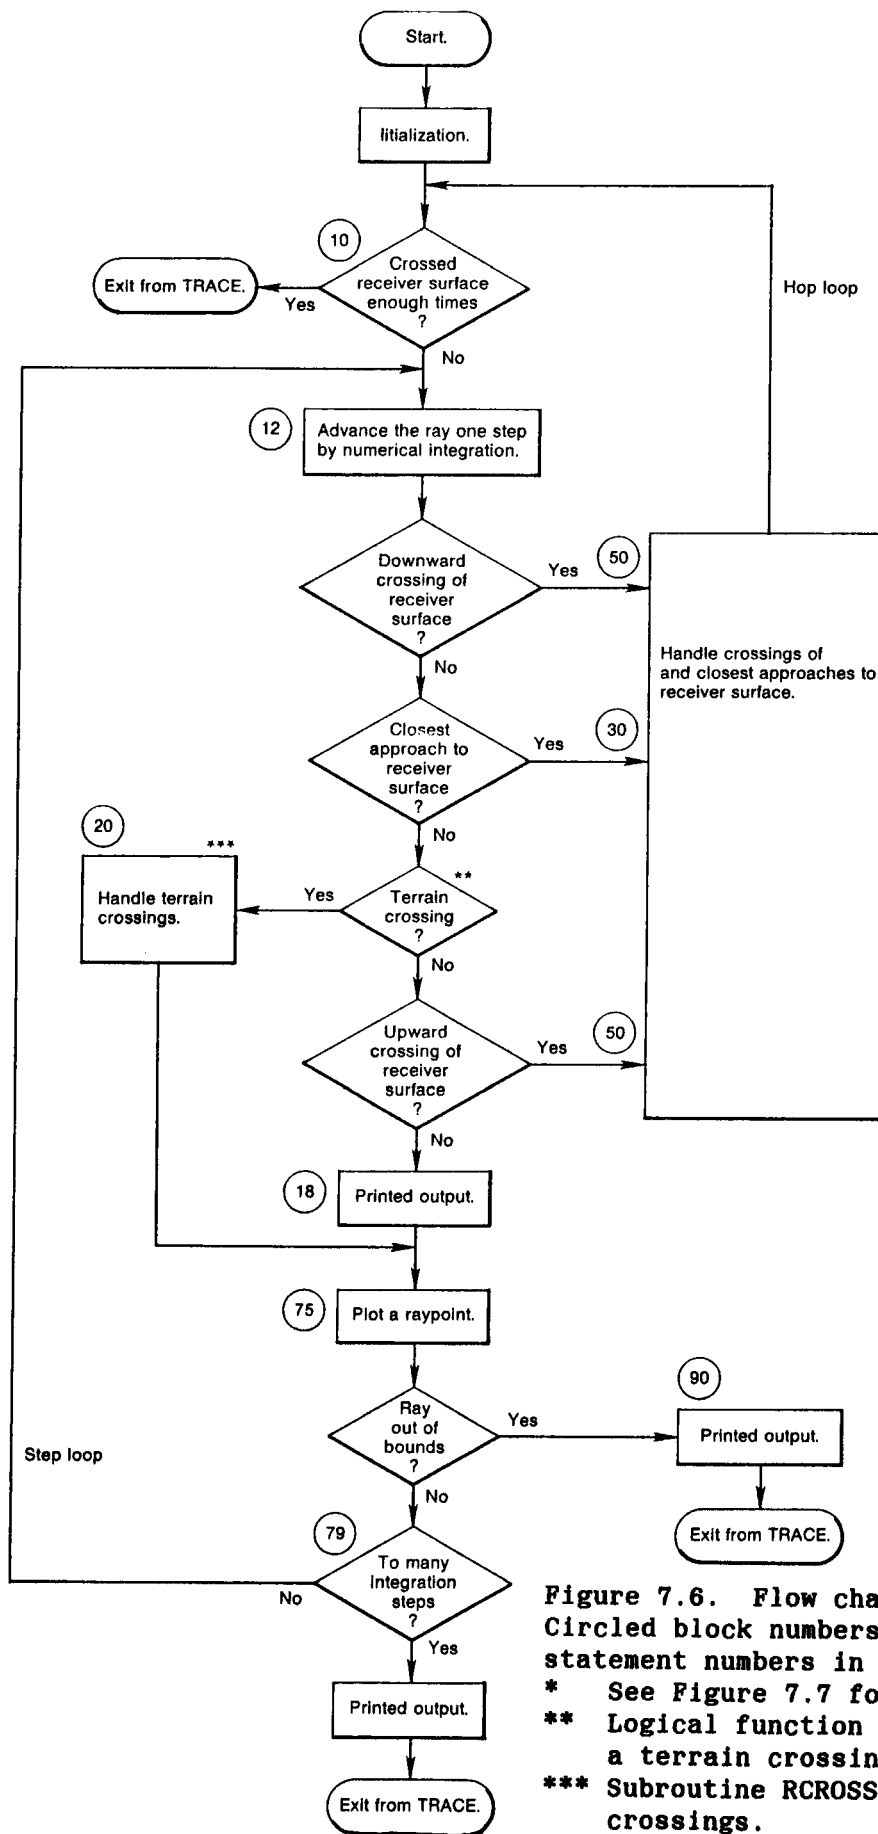 Start.
Iitialization.
10
Crossed
receiver surface
enough times
?
Exit from TRACE.
Yes
Hop loop
No
12
Advance the ray one step
by numerical integration.
Downward
crossing of
receiver
surface
?
Yes
50
No
Handle crossings of
and closest approaches to
receiver surface.
Closest
approach to
receiver
surface
?
Yes
30
No
20
***
Handle terrain
crossings.
Yes
**
Terrain
crossing
?
No
Upward
crossing of
receiver
surface
?
Yes
50
No
18
Printed output.
75
Plot a raypoint.
Ray
out of
bounds
?
Yes
90
Printed output.
Exit from TRACE.
Step loop
No
79
To many
integration
steps
?
No
Yes
Printed output.
Exit from TRACE.
Figure 7.6. Flow cha
Circled block numbers
statement numbers in
* See Figure 7.7 fo
** Logical function
a terrain crossin
*** Subroutine RCROSS
crossings.